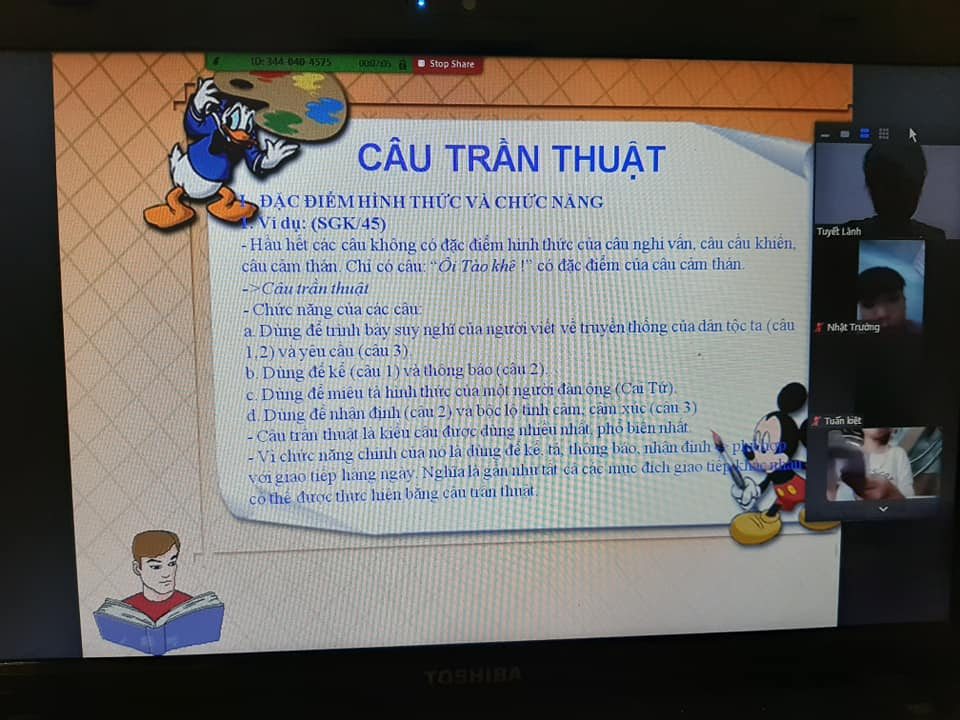 ID: 344-040-4575 00:07:05 Stop Share
CÂU TRẦN THUẬT
I. ĐẶC ĐIỂM HÌNH THỨC VÀ CHỨC NĂNG
1. Ví dụ: (SGK/45)
- Hầu hết các câu không có đặc điểm hình thức của câu nghi vấn, câu cầu khiến,
câu cảm thán. Chỉ có câu: “Ôi Tào khê !” có đặc điểm của câu cảm thán.
->Câu trần thuật
- Chức năng của các câu:
a. Dùng để trình bày suy nghĩ của người viết về truyền thống của dân tộc ta (câu
1,2) và yêu cầu (câu 3).
b. Dùng để kể (câu 1) và thông báo (câu 2).
c. Dùng để miêu tả hình thức của một người đàn ông (Cai Tứ).
d. Dùng để nhận định (câu 2) và bộc lộ tình cảm, cảm xúc (câu 3)
- Câu trần thuật là kiểu câu được dùng nhiều nhất, phổ biến nhất.
- Vì chức năng chính của nó là dùng để kể, tả, thông báo, nhận định phù hợp
với giao tiếp hàng ngày. Nghĩa là gần như tất cả các mục đích giao tiếp khác nhau
có thể được thực hiện bằng câu trần thuật.
Tuyết Lành
Nhật Trường
Tuấn biệt
TOSHIBA